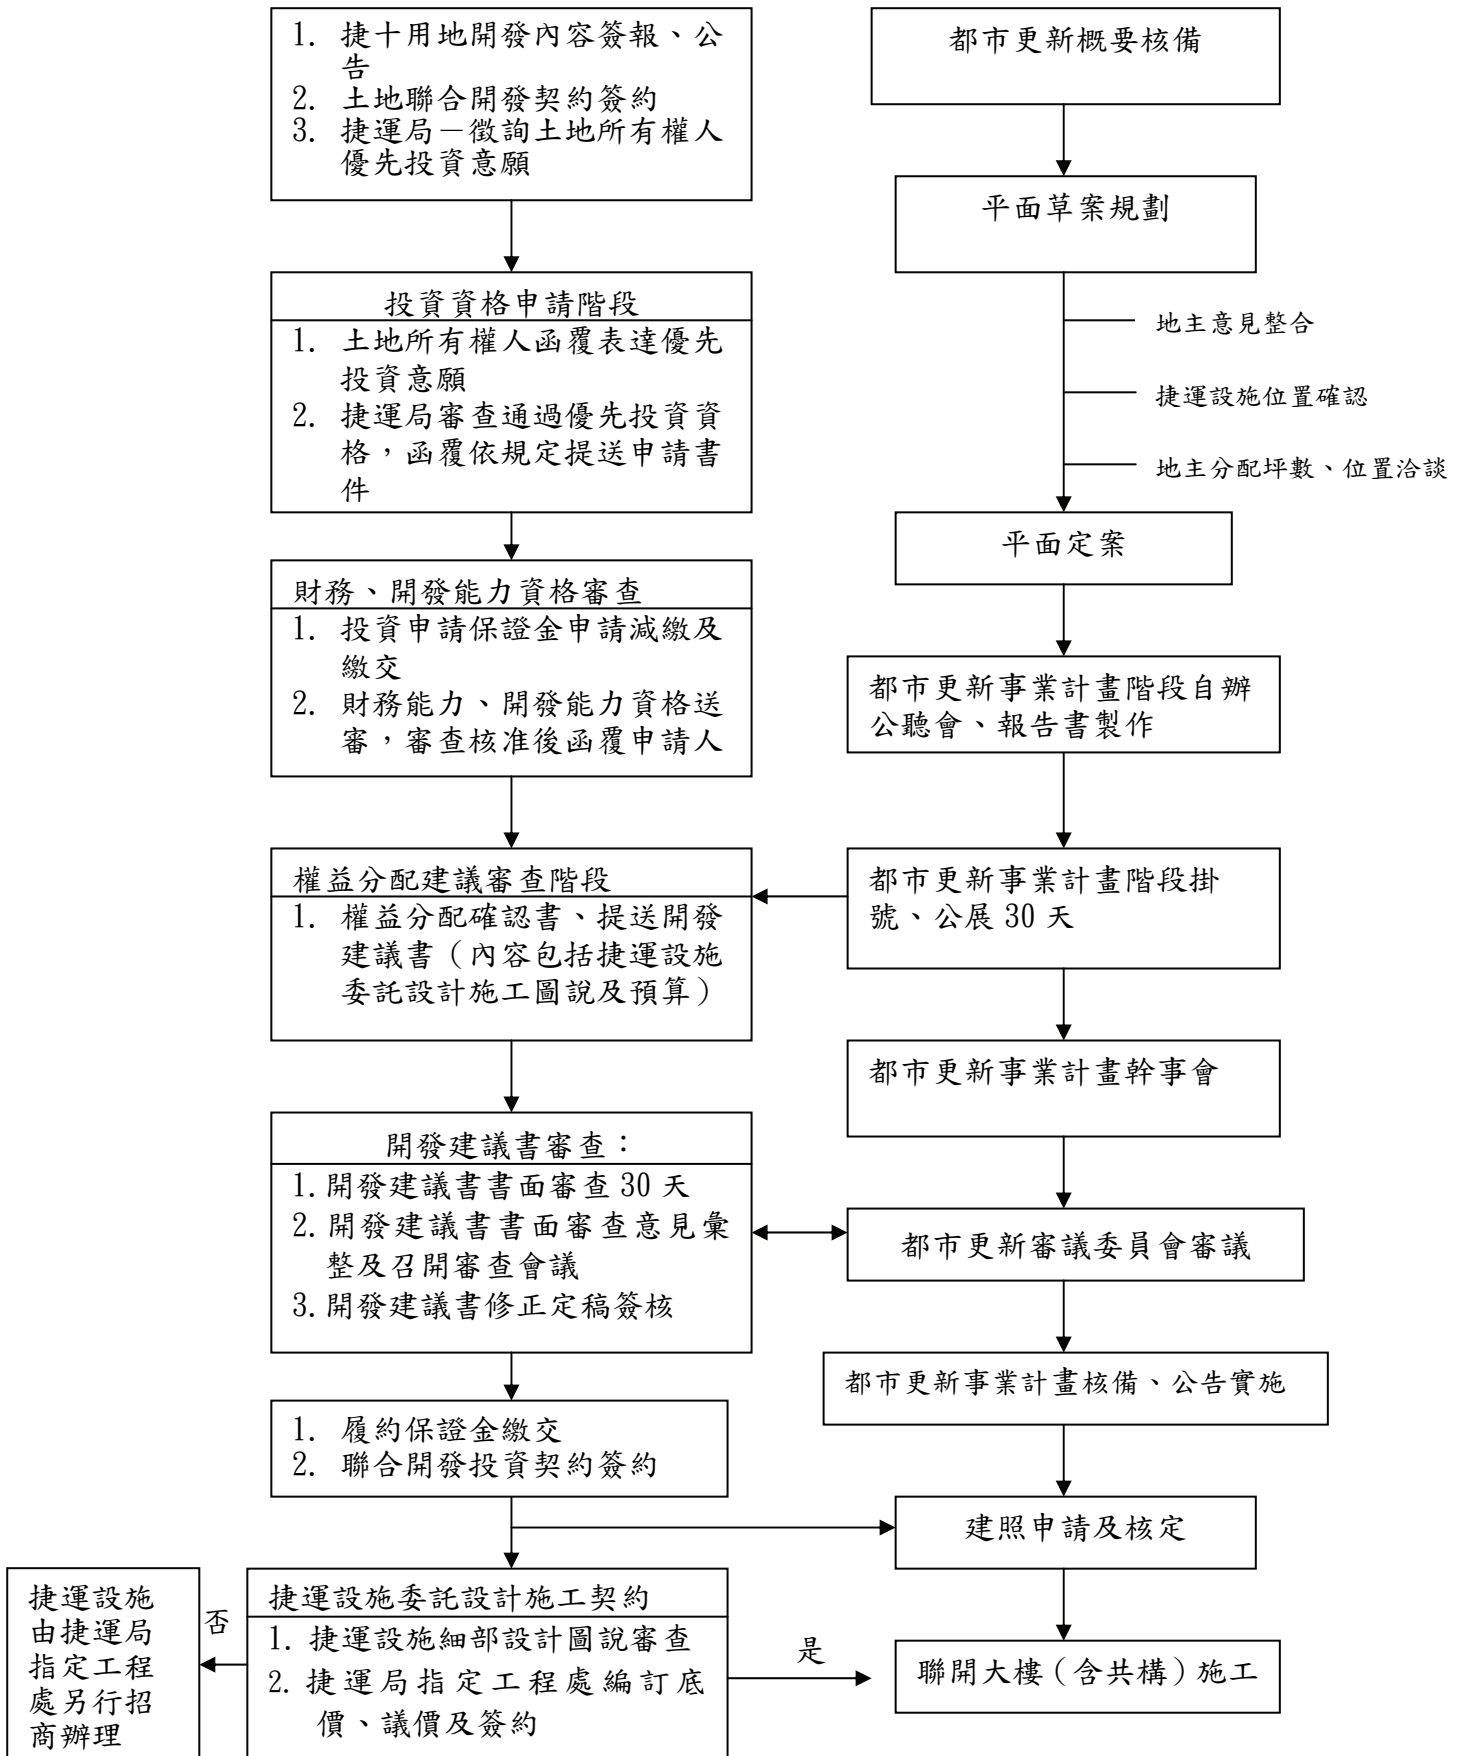 1. 捷十用地開發內容簽報、公
告
2. 土地聯合開發契約簽約
3. 捷運局－徵詢土地所有權人
優先投資意願
投資資格申請階段
1. 土地所有權人函覆表達優先
投資意願
2. 捷運局審查通過優先投資資
格，函覆依規定提送申請書
件
財務、開發能力資格審查
1. 投資申請保證金申請減繳及
繳交
2. 財務能力、開發能力資格送
審，審查核准後函覆申請人
權益分配建議審查階段
1. 權益分配確認書、提送開發
建議書（內容包括捷運設施
委託設計施工圖說及預算）
開發建議書審查：
1.開發建議書書面審查 30 天
2.開發建議書書面審查意見彙
整及召開審查會議
3.開發建議書修正定稿簽核
1. 履約保證金繳交
2. 聯合開發投資契約簽約
捷運設施委託設計施工契約
1. 捷運設施細部設計圖說審查
2. 捷運局指定工程處編訂底
價、議價及簽約
否
捷運設施
由捷運局
指定工程
處另行招
商辦理
是
都市更新概要核備
平面草案規劃
地主意見整合
捷運設施位置確認
地主分配坪數、位置洽談
平面定案
都市更新事業計畫階段自辦
公聽會、報告書製作
都市更新事業計畫階段掛
號、公展 30 天
都市更新事業計畫幹事會
都市更新審議委員會審議
都市更新事業計畫核備、公告實施
建照申請及核定
聯開大樓（含共構）施工